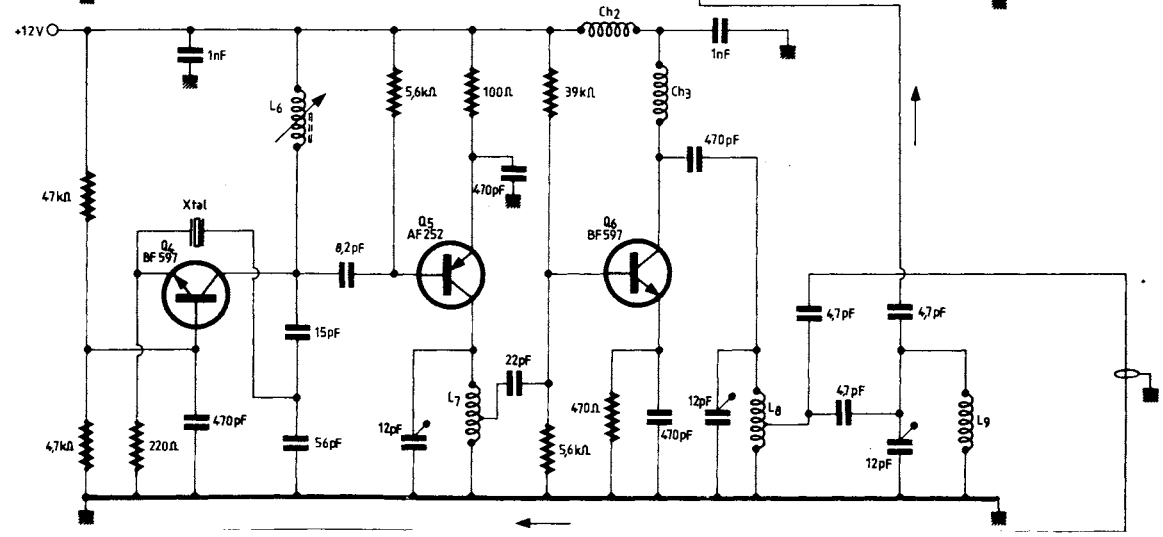 Ch2
+12V
1nF
1nF
L6
5,6kΩ
100Ω
39kΩ
Ch3
470pF
470pF
47kΩ
Xtal
Q4
BF597
Q5
AF252
Q6
BF597
8,2pF
15pF
4,7pF
4,7pF
22pF
L7
12pF
470Ω
12pF
L8
4,7pF
L9
470pF
470pF
4,7kΩ
220Ω
56pF
5,6kΩ
12pF